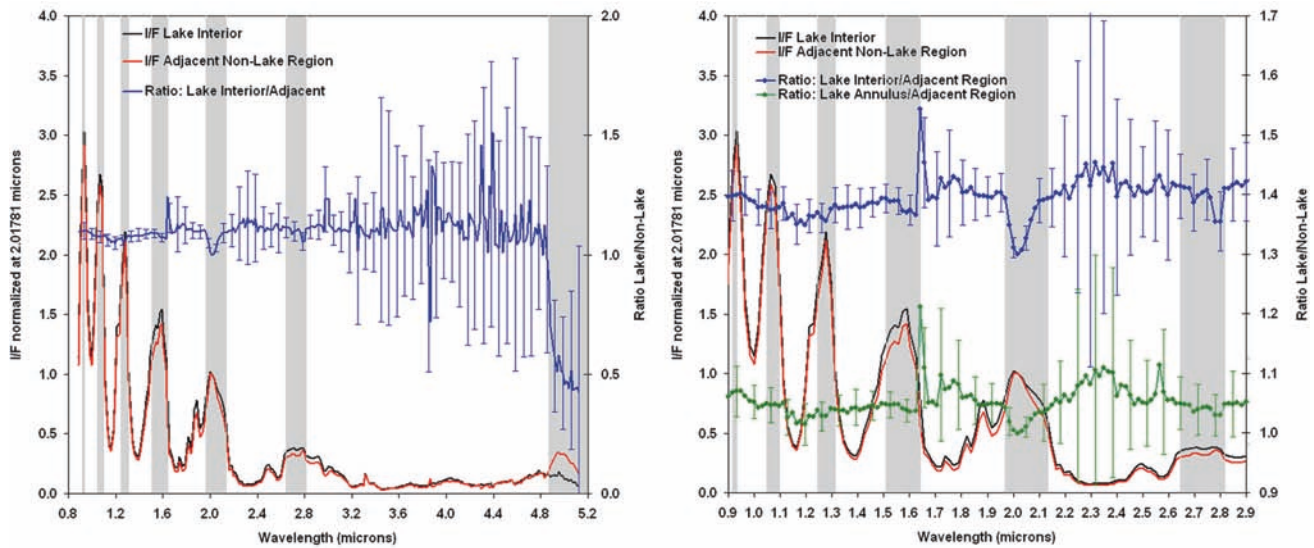 4.0
3.5
3.0
2.5
2.0
1.5
1.0
0.5
0.0
I/F normalized at 2.01781 microns
I/F Lake Interior
I/F Adjacent Non-Lake Region
Ratio: Lake Interior/Adjacent
2.0
1.5
1.0
0.5
0.0
Ratio Lake/Non-Lake
0.8 1.2 1.6 2.0 2.4 2.8 3.2 3.6 4.0 4.4 4.8 5.2
Wavelength (microns)
4.0
3.5
3.0
2.5
2.0
1.5
1.0
0.5
0.0
I/F normalized at 2.01781 microns
I/F Lake Interior
I/F Adjacent Non-Lake Region
Ratio: Lake Interior/Adjacent Region
Ratio: Lake Annulus/Adjacent Region
1.7
1.6
1.5
1.4
1.3
1.2
1.1
1.0
0.9
Ratio Lake/Non-Lake
0.9 1.0 1.1 1.2 1.3 1.4 1.5 1.6 1.7 1.8 1.9 2.0 2.1 2.2 2.3 2.4 2.5 2.6 2.7 2.8 2.9
Wavelength (microns)